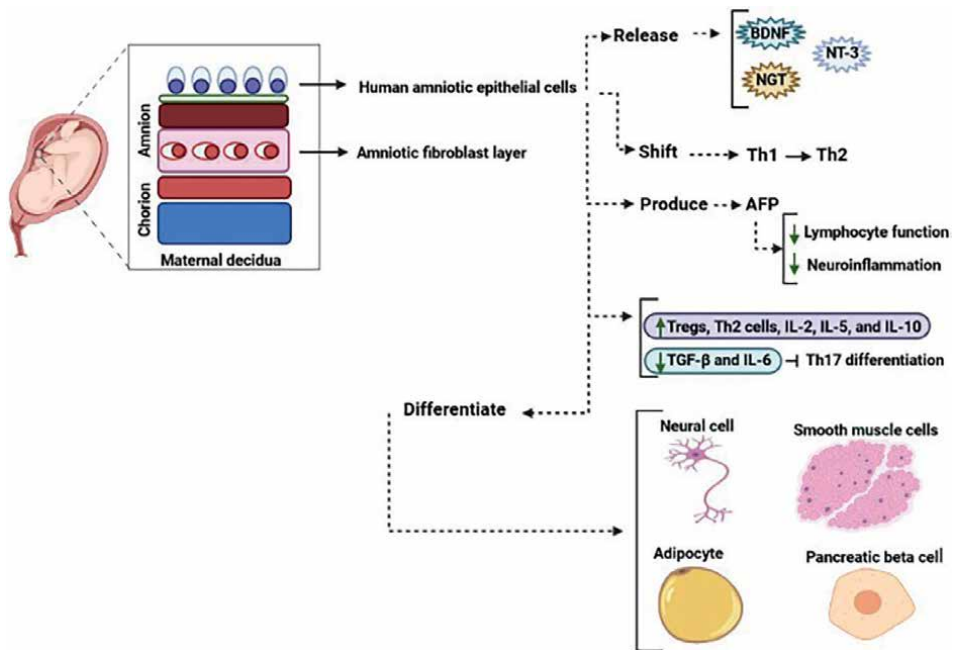 Amnion
Chorion
Maternal decidua
Human amniotic epithelial cells
Amniotic fibroblast layer
Release
BDNF
NT-3
NGT
Shift
Th1
Th2
Produce
AFP
Lymphocyte function
Neuroinflammation
Tregs, Th2 cells, IL-2, IL-5, and IL-10
TGF-β and IL-6
Th17 differentiation
Differentiate
Neural cell
Smooth muscle cells
Adipocyte
Pancreatic beta cell